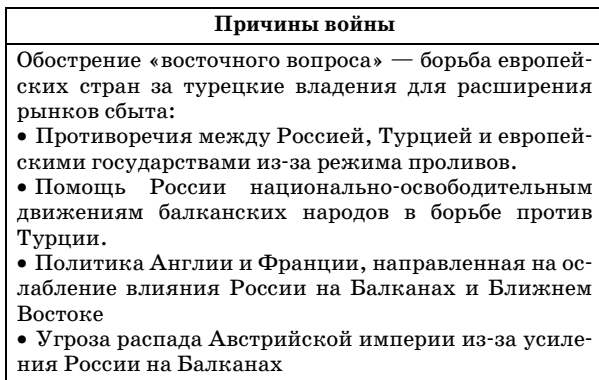 Причины войны
Обострение «восточного вопроса» — борьба европей-
ских стран за турецкие владения для расширения
рынков сбыта:
• Противоречия между Россией, Турцией и европей-
скими государствами из-за режима проливов.
• Помощь России национально-освободительным
движениям балканских народов в борьбе против
Турции.
• Политика Англии и Франции, направленная на ос-
лабление влияния России на Балканах и Ближнем
Востоке
• Угроза распада Австрийской империи из-за усиле-
ния России на Балканах